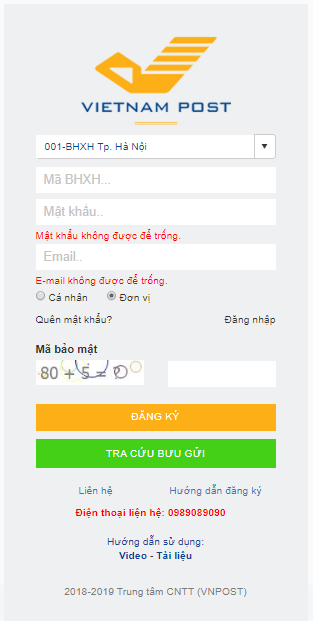 VIETNAM POST
001-BHXH Tp. Hà Nội
Mã BHXH...
Mật khẩu..
Mật khẩu không được để trống.
Email..
E-mail không được để trống.
Cá nhân Đơn vị
Quên mật khẩu? Đăng nhập
Mã bảo mật
80 + 5 = ?
ĐĂNG KÝ
TRA CỨU BƯU GỬI
Liên hệ Hướng dẫn đăng ký
Điện thoại liên hệ: 0989089090
Hướng dẫn sử dụng:
Video - Tài liệu
2018-2019 Trung tâm CNTT (VNPOST)